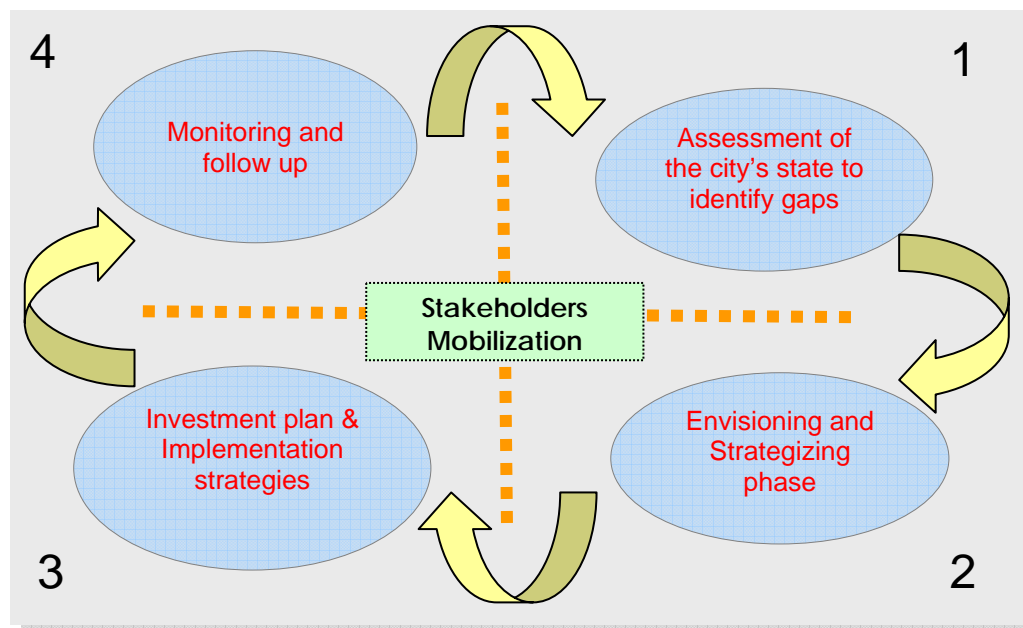 4
1
Monitoring and
follow up
Assessment of
the city’s state to
identify gaps
Stakeholders
Mobilization
Investment plan &
Implementation
strategies
Envisioning and
Strategizing
phase
3
2